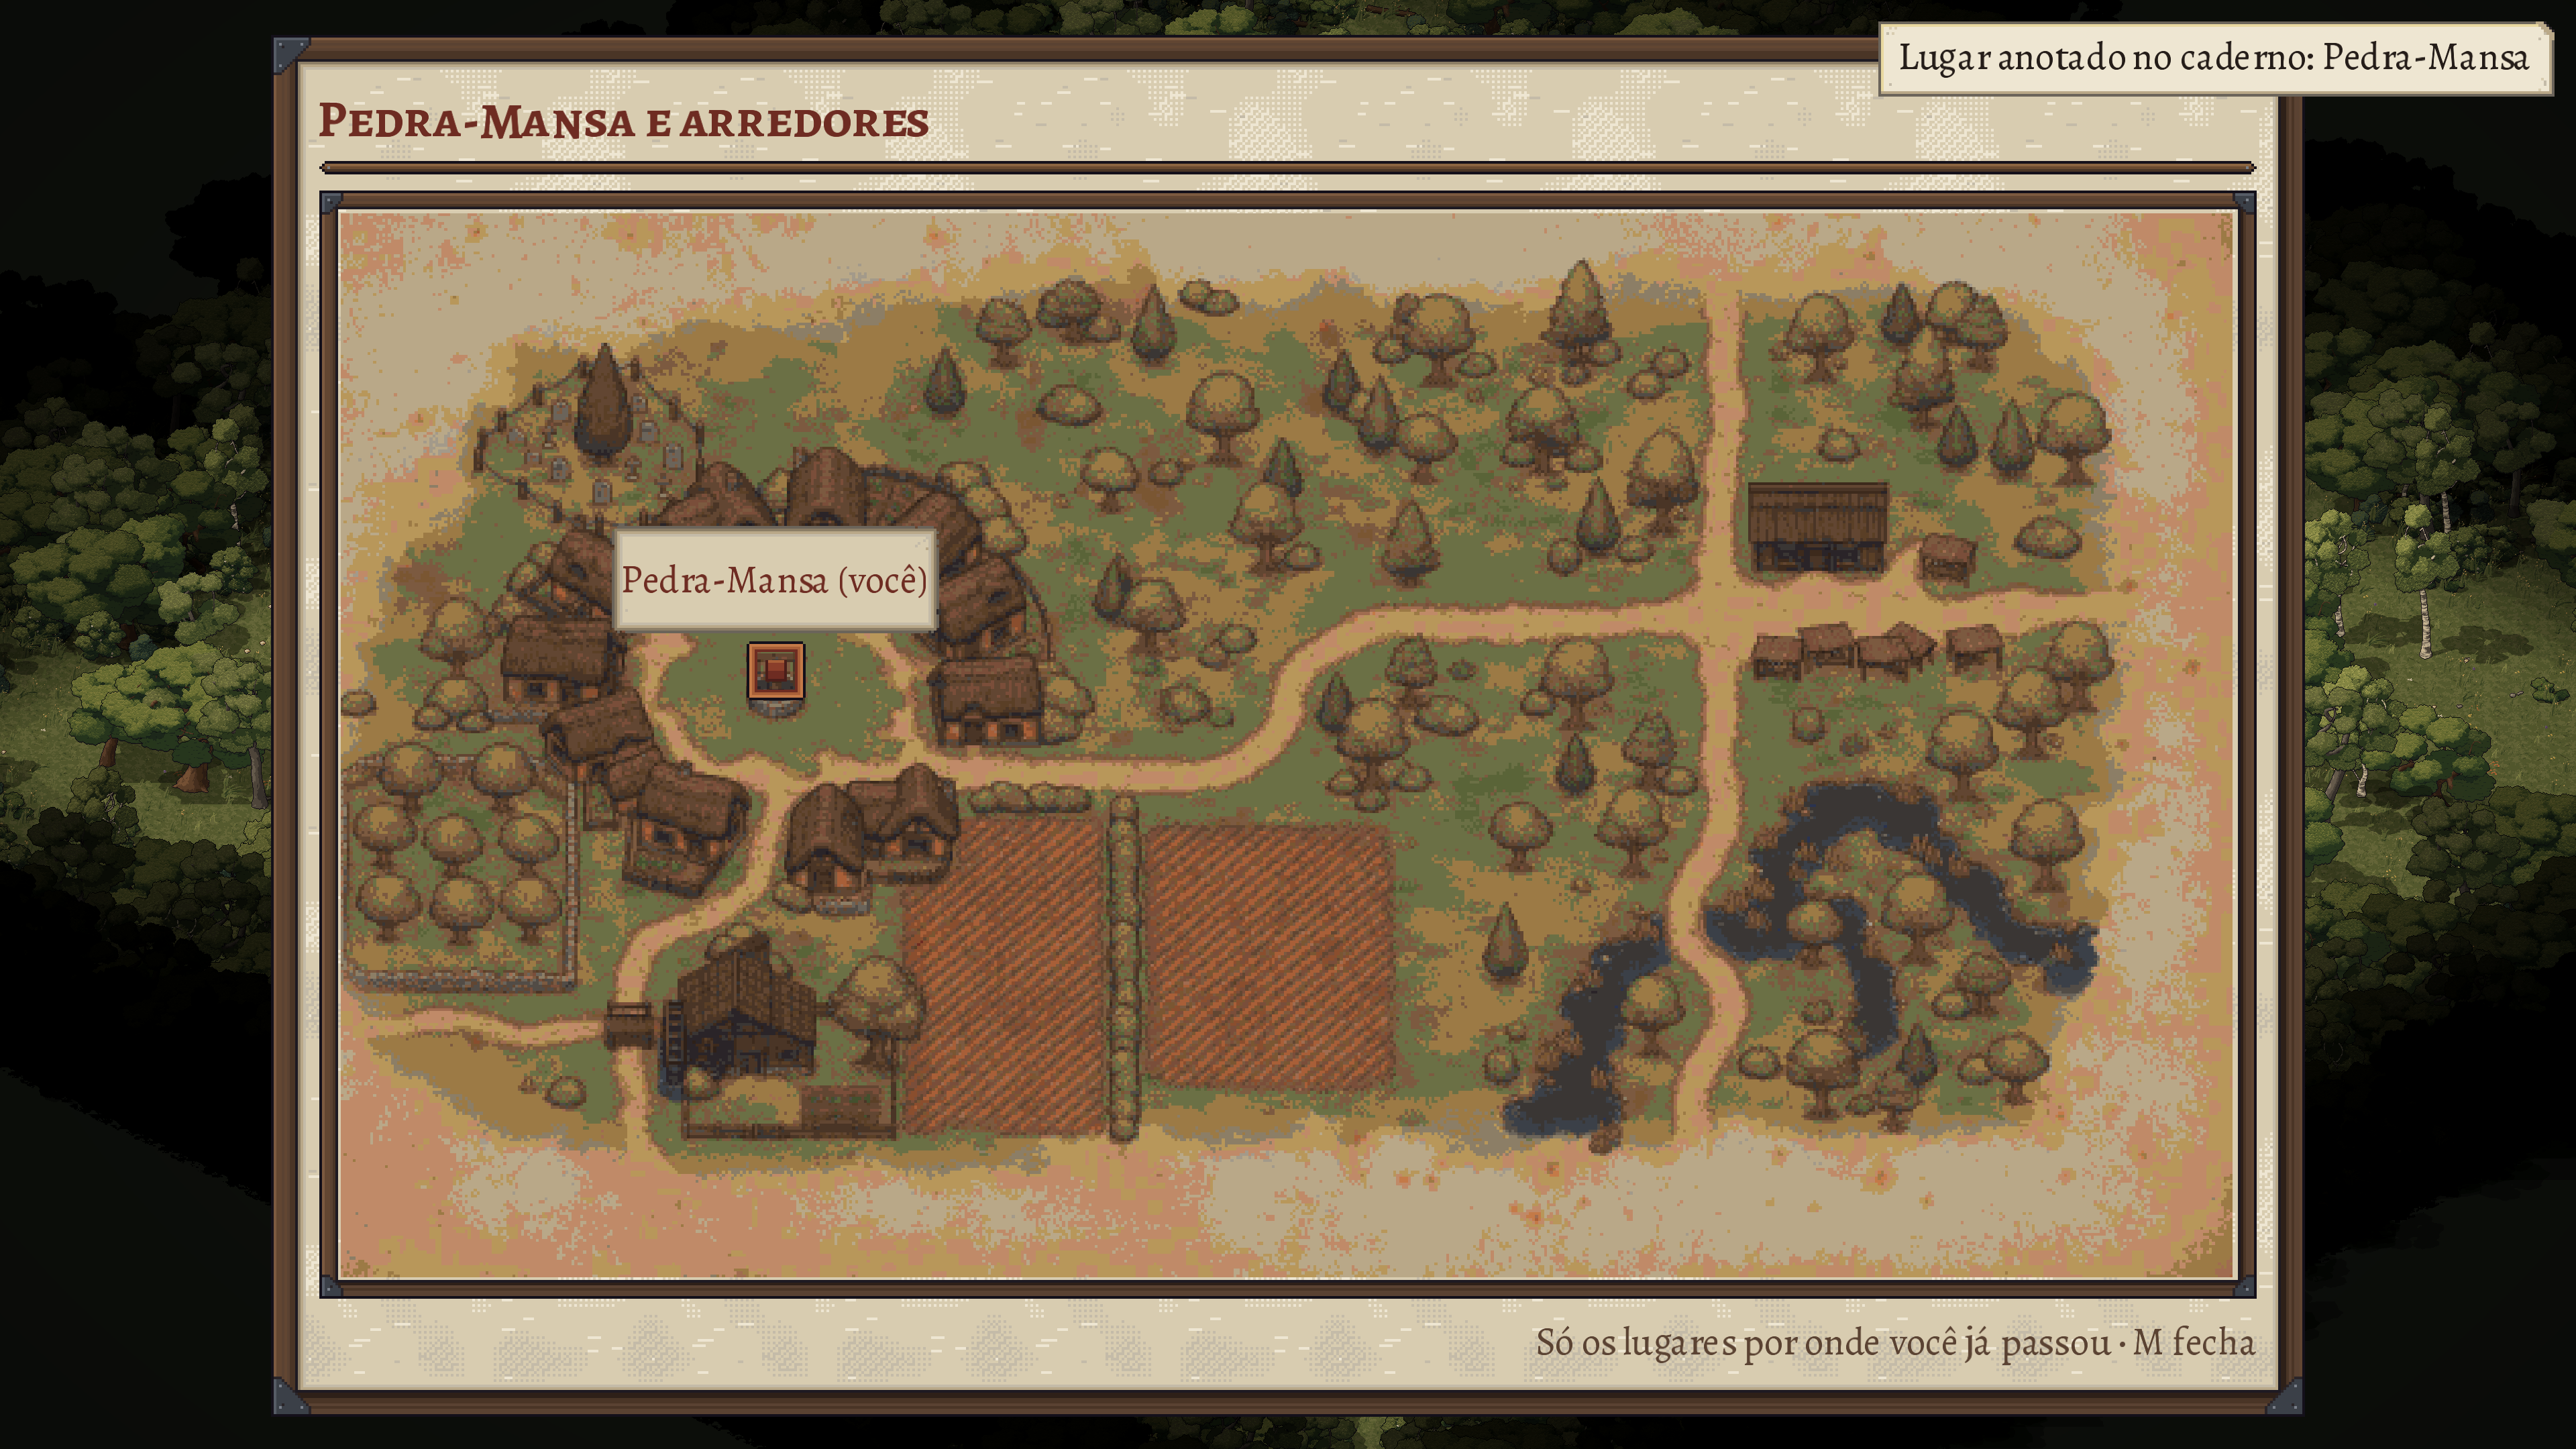 Lugar anotado no caderno: Pedra-Mansa
Pedra-Mansa e arredores
Pedra-Mansa (você)
Só os lugares por onde você já passou · M fecha